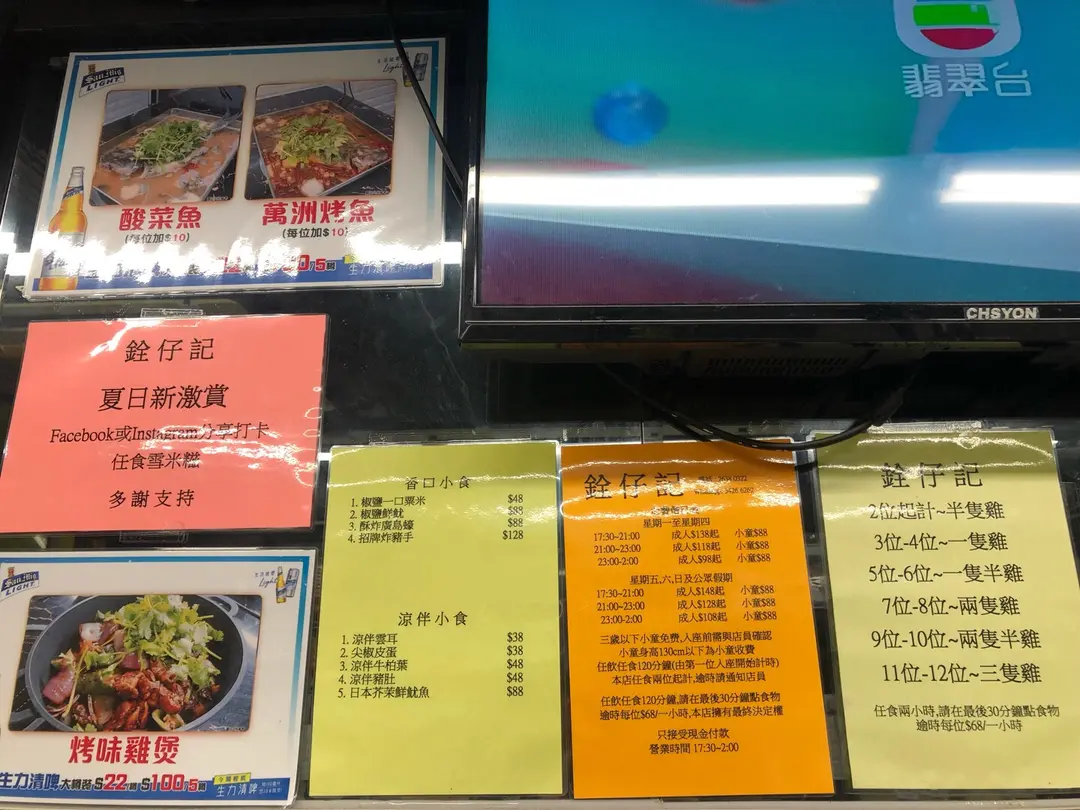 San Mig
LIGHT
酸菜魚
(每位加$10)
萬洲烤魚
(每位加$10)
生力清啤
翡翠台
CHSYON
銓仔記
夏日新激賞
Facebook或Instagram分享打卡
任食雪米糍
多謝支持
San Mig
LIGHT
烤味雞煲
生力清啤 大樽裝 $22/樽 $100/5樽
生力清啤
香口小食
1. 椒鹽一口粟米 $48
2. 椒鹽鮮魷 $88
3. 酥炸廣島蠔 $88
4. 招牌炸豬手 $128
涼伴小食
1. 涼伴雲耳 $38
2. 尖椒皮蛋 $38
3. 涼伴牛柏葉 $48
4. 涼伴豬肚 $48
5. 日本芥茉鮮魷魚 $88
銓仔記
星期一至星期四
17:30~21:00 成人$138起 小童$88
21:00~23:00 成人$118起 小童$88
23:00-2:00 成人$98起 小童$88
星期五,六,日及公眾假期
17:30~21:00 成人$148起 小童$88
21:00~23:00 成人$128起 小童$88
23:00-2:00 成人$108起 小童$88
三歲以下小童免費,入座前需與店員確認
小童身高130cm以下為小童收費
任飲任食120分鐘(由第一位入座開始計時)
本店任食兩位起計,逾時請通知店員
任飲任食120分鐘,請在最後30分鐘點食物
逾時每位$68/一小時,本店擁有最終決定權
只接受現金付款
營業時間 17:30~2:00
銓仔記
2位起計~半隻雞
3位-4位~一隻雞
5位-6位~一隻半雞
7位-8位~兩隻雞
9位-10位~兩隻半雞
11位-12位~三隻雞
任食兩小時,請在最後30分鐘點食物
逾時每位$68/一小時